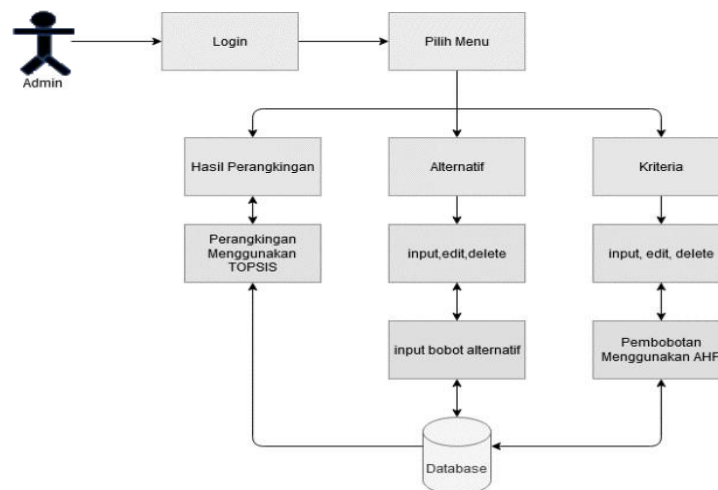 Admin
Login
Pilih Menu
Hasil Perangkingan
Alternatif
Kriteria
Perangkingan
Menggunakan
TOPSIS
input,edit,delete
input, edit, delete
input bobot alternatif
Pembobotan
Menggunakan AHP
Database